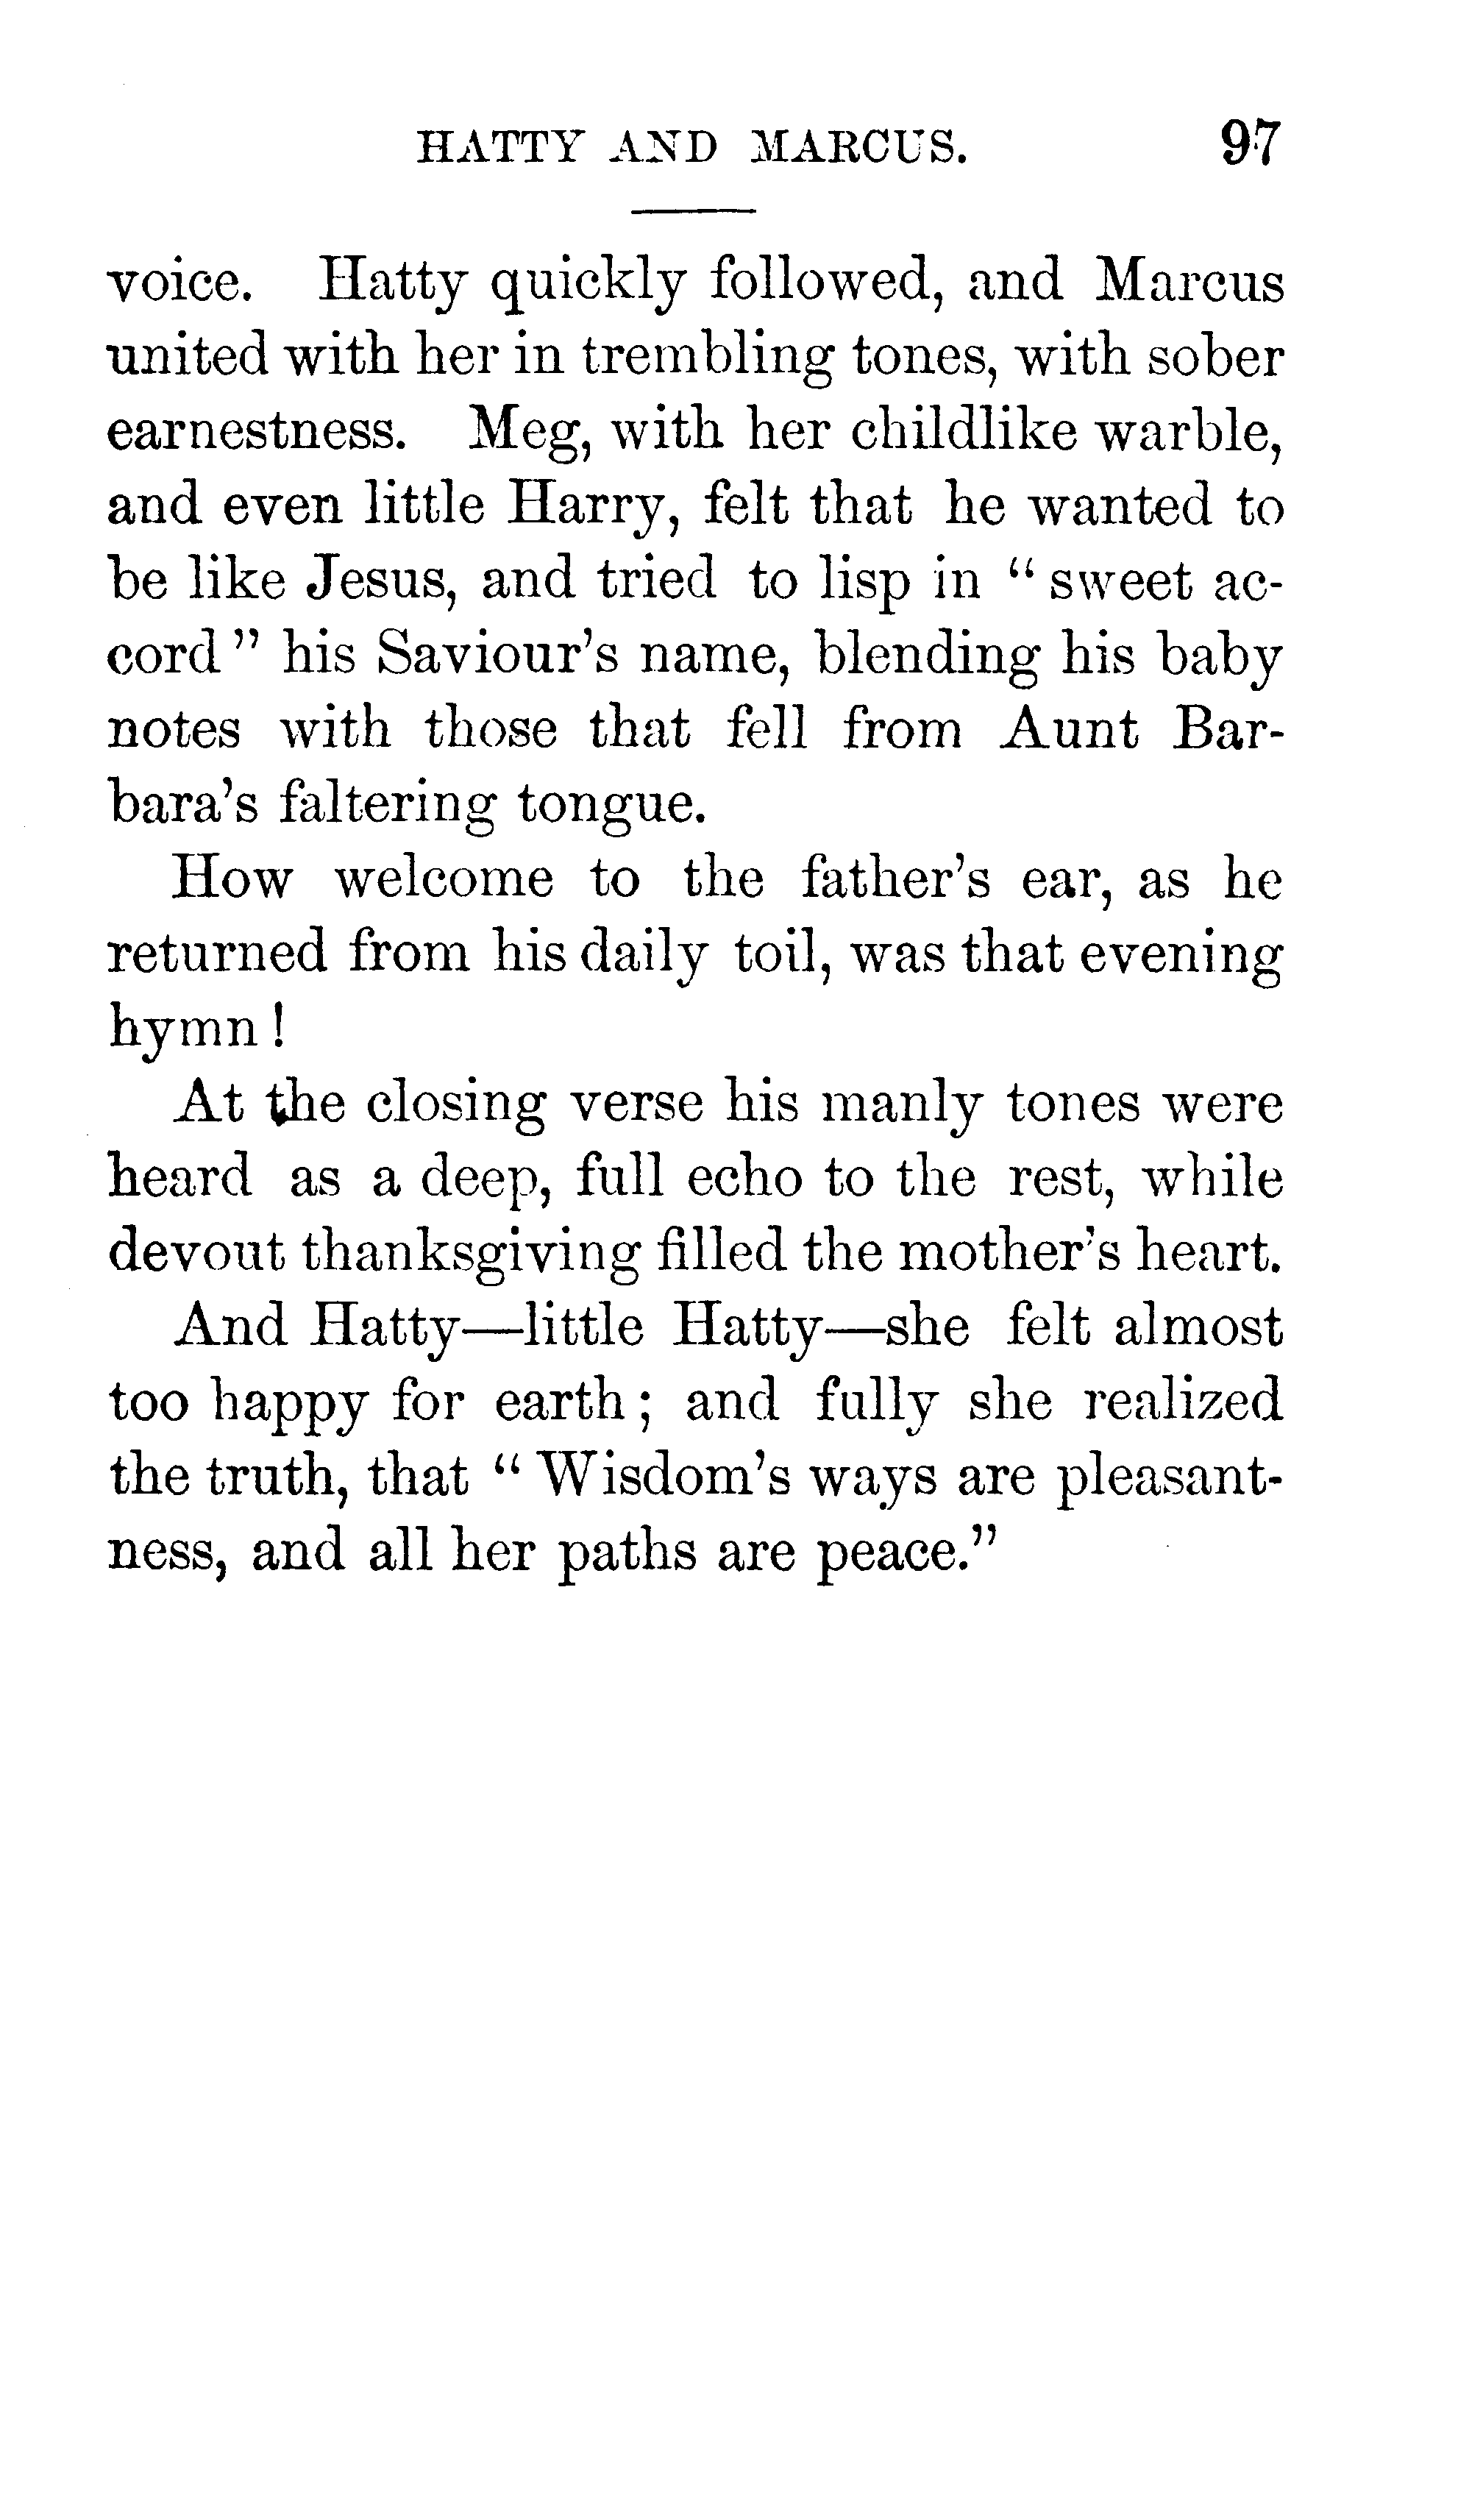 HATTY AND MARCUS. 97
voice. Hatty quickly followed, and Marcus
united with her in trembling tones, with sober
earnestness. Meg, with her childlike warble,
and even little Harry, felt that he wanted to
be like Jesus, and tried to lisp in “ sweet ac-
cord ” his Saviour's name, blending his baby
notes with those that fell from Aunt Bar-
bara's faltering tongue.
How welcome to the father's ear, as he
returned from his daily toil, was that evening
hymn !
At the closing verse his manly tones were
heard as a deep, full echo to the rest, while
devout thanksgiving filled the mother's heart.
And Hatty—little Hatty—she felt almost
too happy for earth ; and fully she realized
the truth, that “ Wisdom's ways are pleasant-
ness, and all her paths are peace.”